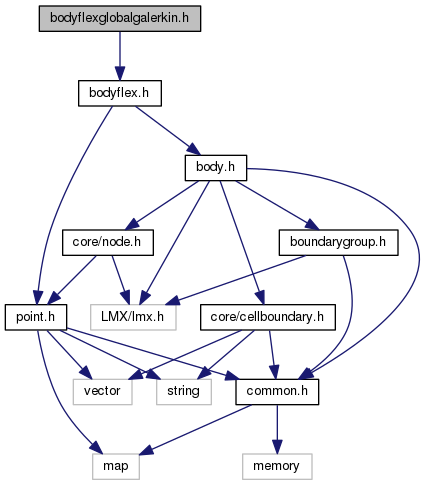 bodyflexglobalgalerkin.h
bodyflex.h
body.h
core/node.h
boundarygroup.h
point.h
LMX/lmx.h
core/cellboundary.h
vector
string
common.h
map
memory